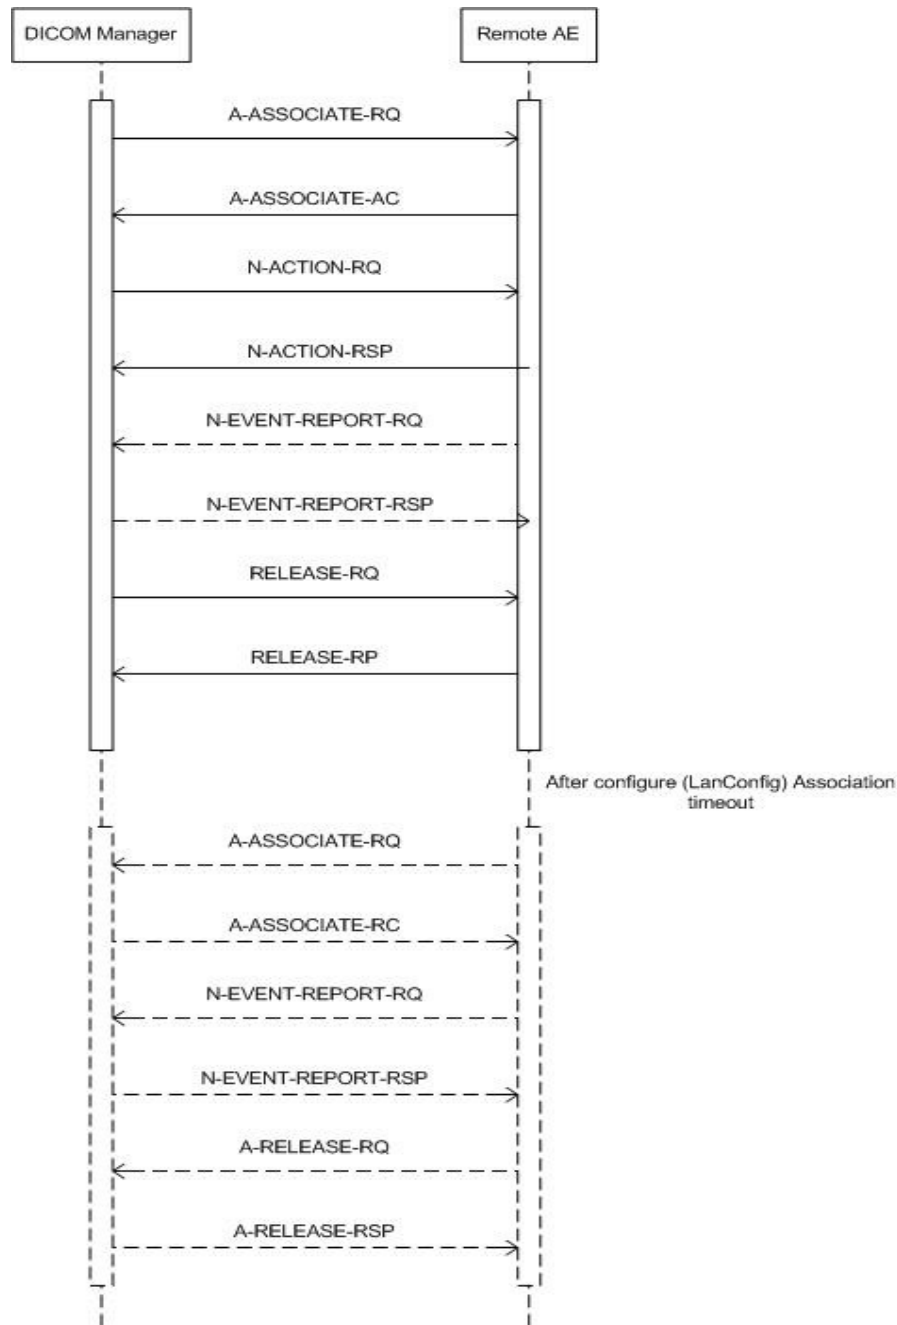 DICOM Manager
Remote AE
A-ASSOCIATE-RQ
A-ASSOCIATE-AC
N-ACTION-RQ
N-ACTION-RSP
N-EVENT-REPORT-RQ
N-EVENT-REPORT-RSP
RELEASE-RQ
RELEASE-RP
After configure (LanConfig) Association
timeout
A-ASSOCIATE-RQ
A-ASSOCIATE-RC
N-EVENT-REPORT-RQ
N-EVENT-REPORT-RSP
A-RELEASE-RQ
A-RELEASE-RSP